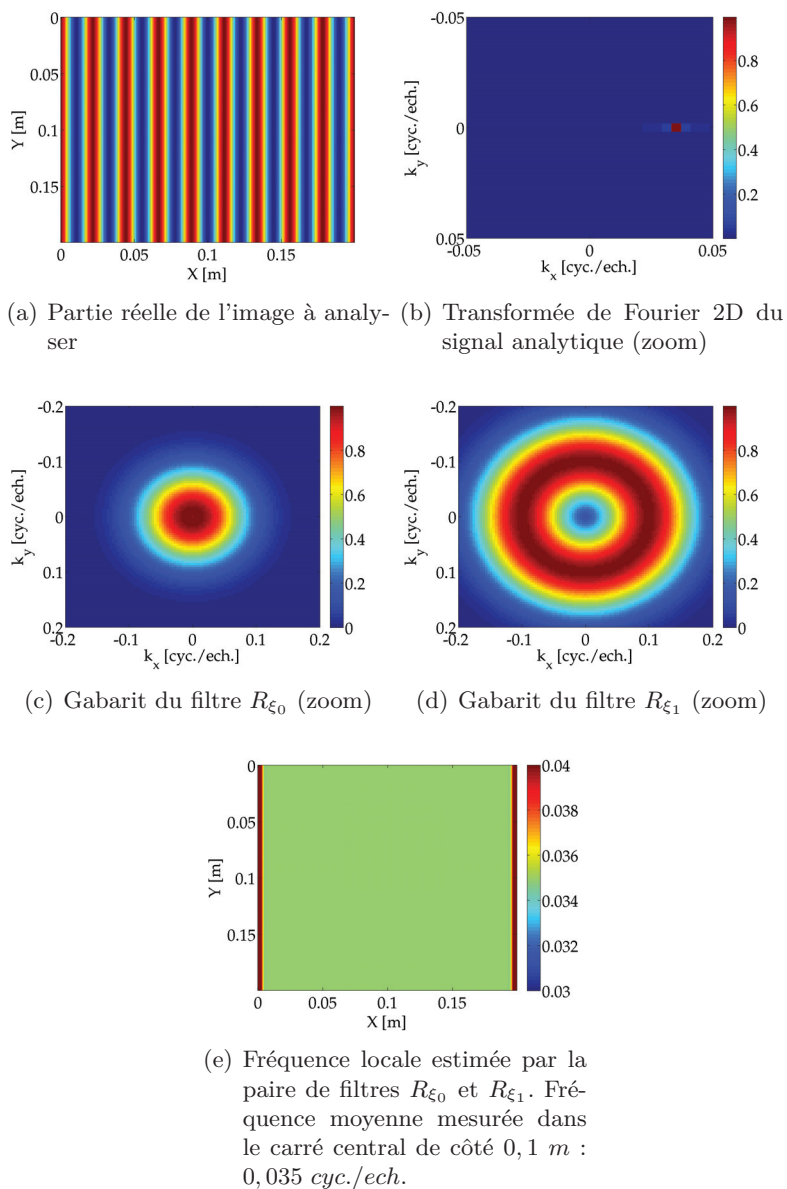 0
0.05
0.1
0.15
Y [m]
0 0.05 0.1 0.15
X [m]
-0.05
0
0.05
k_y [cyc./ech.]
-0.05 0 0.05
k_x [cyc./ech.]
0.8
0.6
0.4
0.2
(a) Partie réelle de l'image à analy-
ser
(b) Transformée de Fourier 2D du
signal analytique (zoom)
-0.2
-0.1
0
0.1
0.2
k_y [cyc./ech.]
-0.2 -0.1 0 0.1 0.2
k_x [cyc./ech.]
0.8
0.6
0.4
0.2
0
-0.2
-0.1
0
0.1
0.2
k_y [cyc./ech.]
-0.2 -0.1 0 0.1 0.2
k_x [cyc./ech.]
0.8
0.6
0.4
0.2
0
(c) Gabarit du filtre R_{ξ_0} (zoom)
(d) Gabarit du filtre R_{ξ_1} (zoom)
0
0.05
0.1
0.15
Y [m]
0 0.05 0.1 0.15
X [m]
0.04
0.038
0.036
0.034
0.032
0.03
(e) Fréquence locale estimée par la
paire de filtres R_{ξ_0} et R_{ξ_1}. Fré-
quence moyenne mesurée dans
le carré central de côté 0, 1 m :
0, 035 cyc./ech.